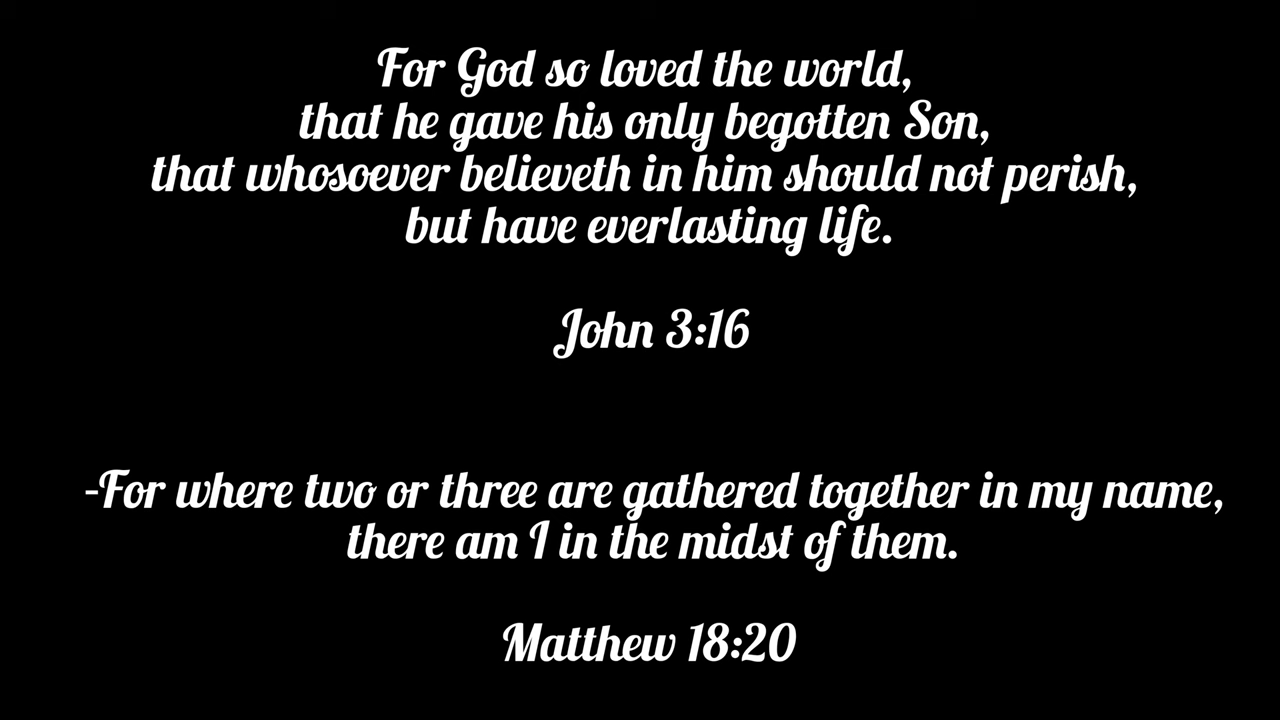 For God so loved the world,
that he gave his only begotten Son,
that whosoever believeth in him should not perish,
but have everlasting life.
John 3:16
-For where two or three are gathered together in my name,
there am I in the midst of them.
Matthew 18:20